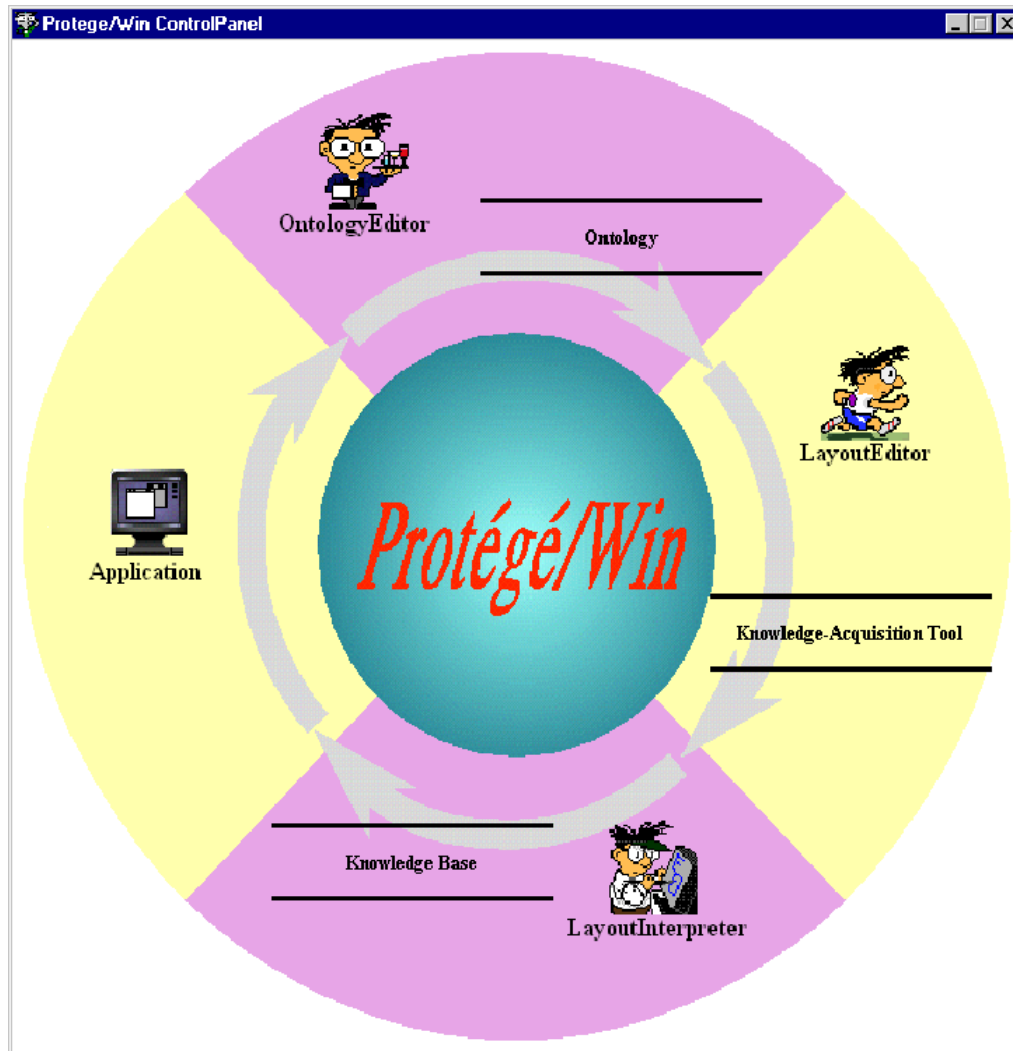 Protege/Win ControlPanel
OntologyEditor
Ontology
LayoutEditor
Application
Protégé/Win
Knowledge-Acquisition Tool
Knowledge Base
LayoutInterpreter